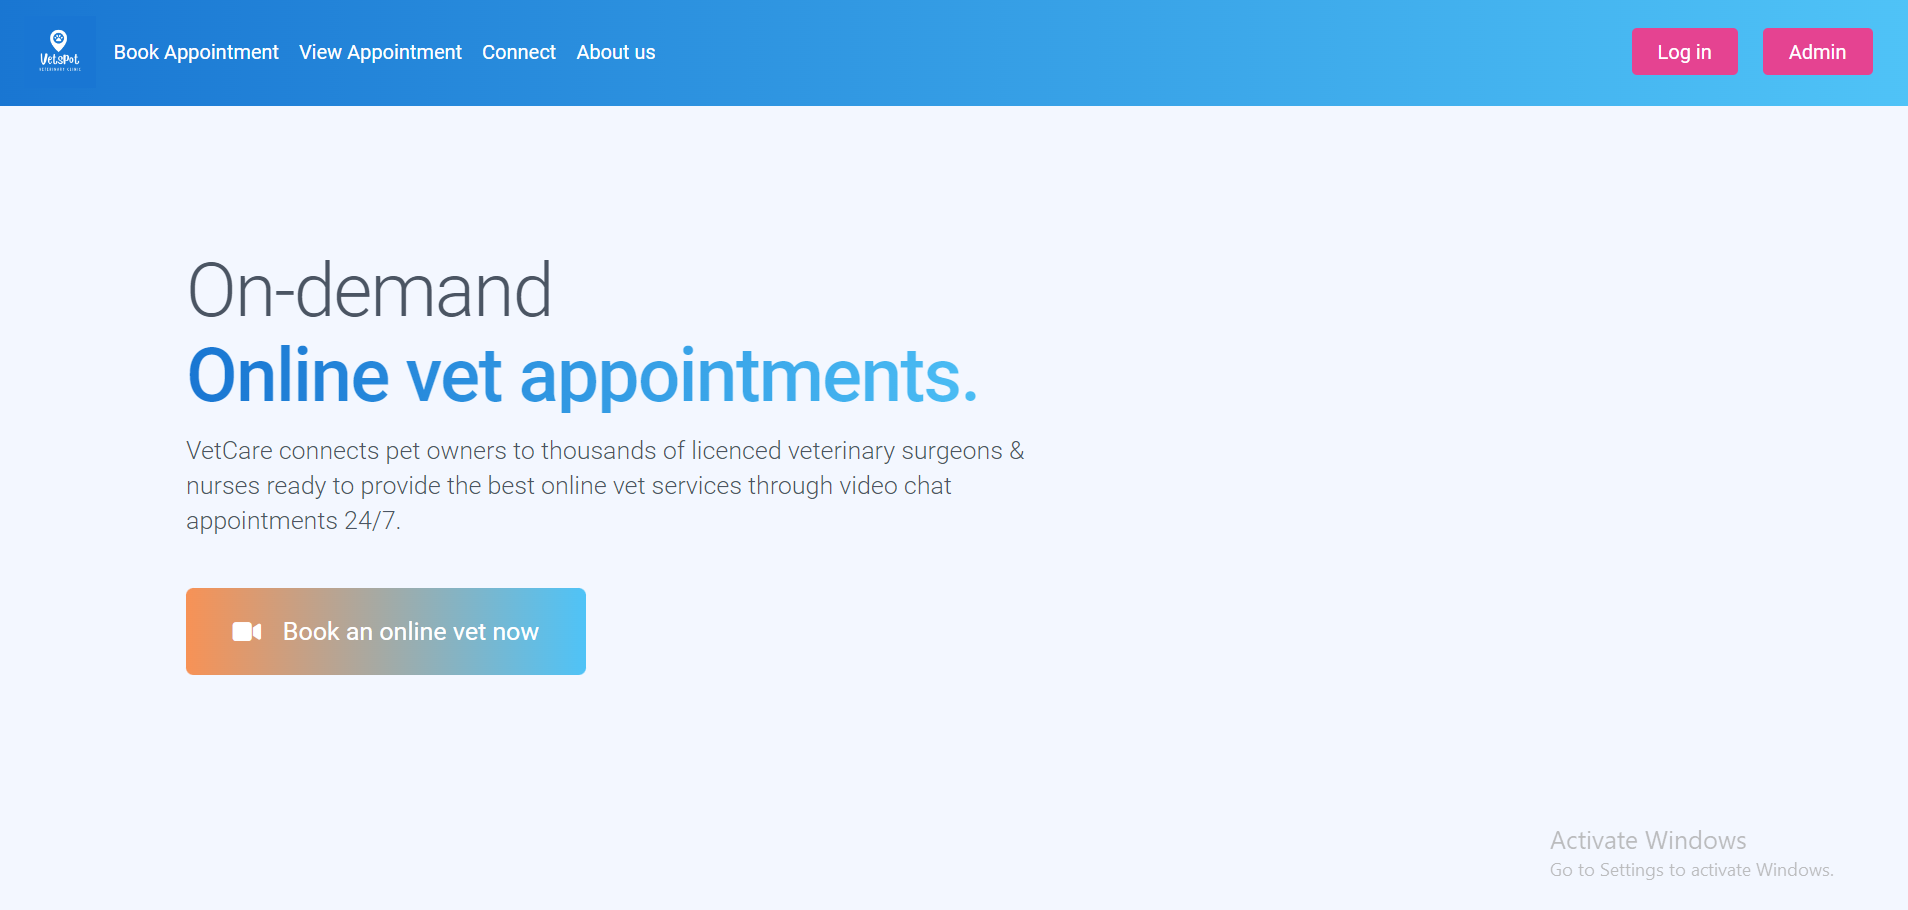 VetsPot
VETERINARY CLINIC
Book Appointment
View Appointment
Connect
About us
Log in
Admin
On-demand
Online vet appointments.
VetCare connects pet owners to thousands of licenced veterinary surgeons &
nurses ready to provide the best online vet services through video chat
appointments 24/7.
Book an online vet now
Activate Windows
Go to Settings to activate Windows.